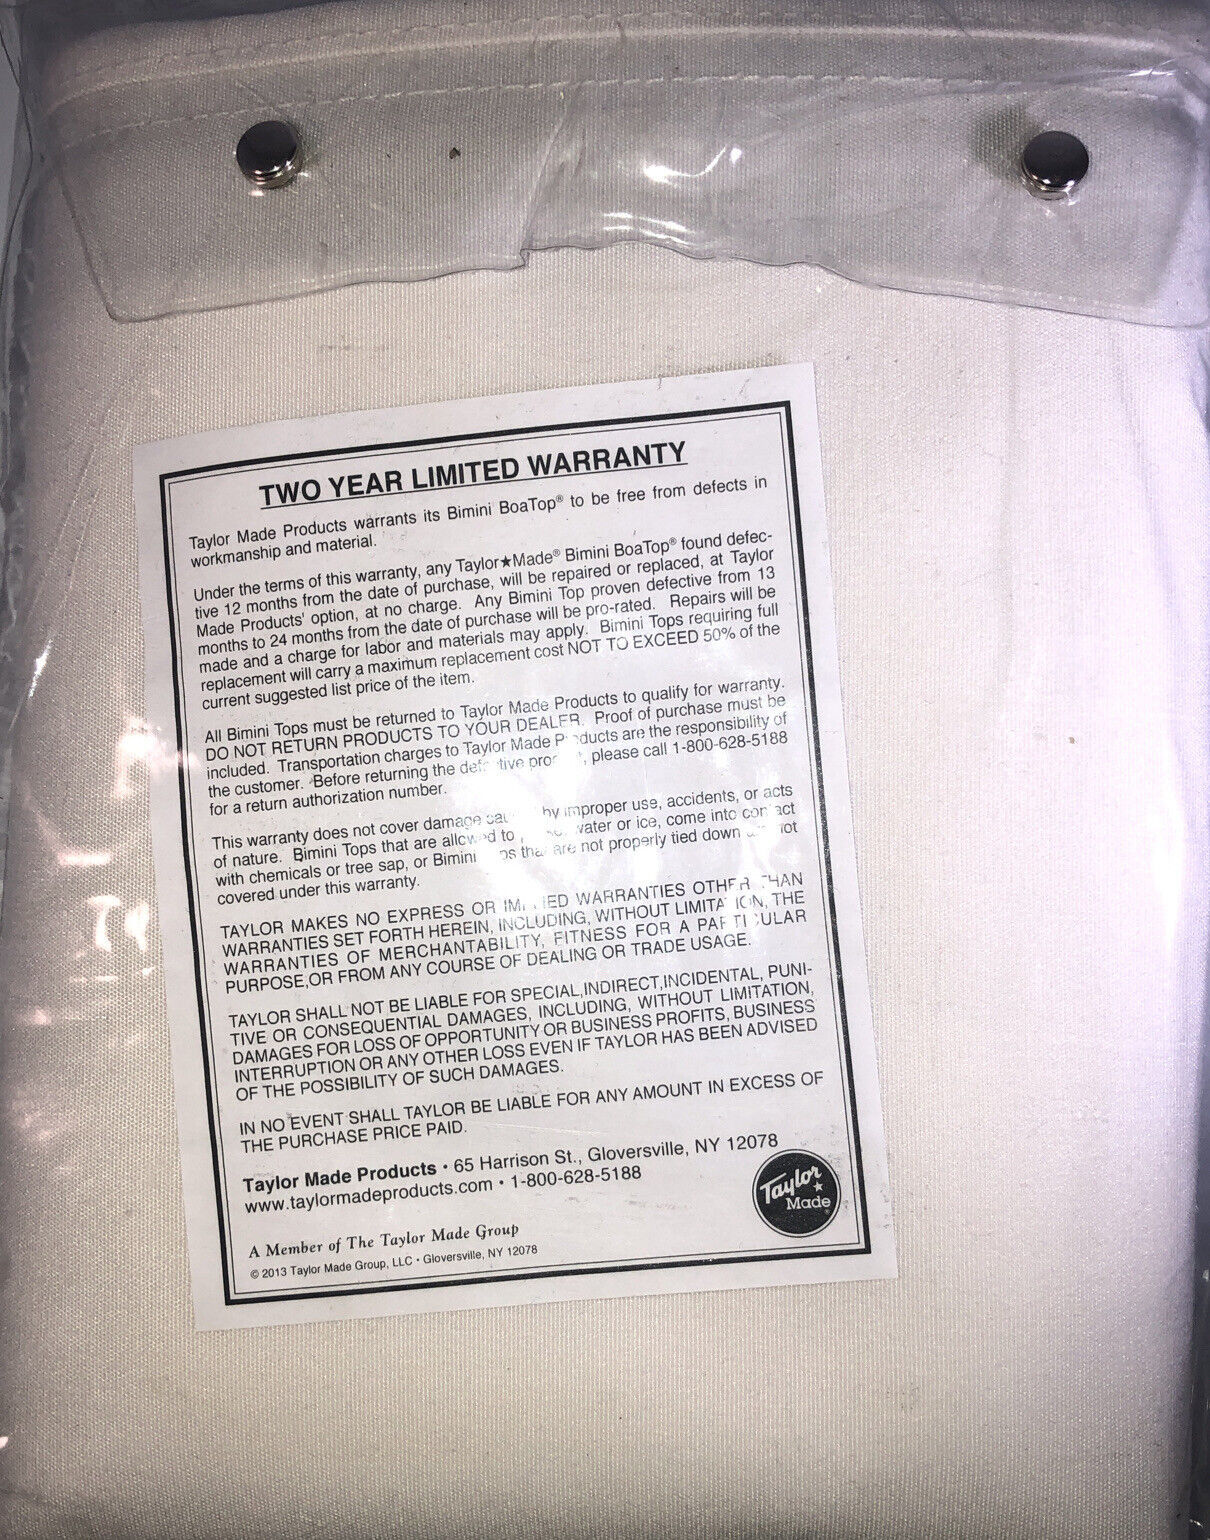 TWO YEAR LIMITED WARRANTY
Taylor Made Products warrants its Bimini BoaTop® to be free from defects in
workmanship and material.
Under the terms of this warranty, any Taylor★Made® Bimini BoaTop® found defec-
tive 12 months from the date of purchase, will be repaired or replaced, at Taylor
Made Products' option, at no charge. Any Bimini Top proven defective from 13
months to 24 months from the date of purchase will be pro-rated. Repairs will be
made and a charge for labor and materials may apply. Bimini Tops requiring full
replacement will carry a maximum replacement cost NOT TO EXCEED 50% of the
current suggested list price of the item.
All Bimini Tops must be returned to Taylor Made Products to qualify for warranty.
DO NOT RETURN PRODUCTS TO YOUR DEALER. Proof of purchase must be
included. Transportation charges to Taylor Made Products are the responsibility of
the customer. Before returning the defective please call 1-800-628-5188
for a return authorization number.
This warranty does not cover damage by improper use, accidents, or acts
of nature. Bimini Tops that are allowed to water or ice, come into contact
with chemicals or tree sap, or Bimini that are not properly tied down not
covered under this warranty.
TAYLOR MAKES NO EXPRESS OR IMPLIED WARRANTIES OTHER THAN
WARRANTIES SET FORTH HEREIN, INCLUDING, WITHOUT LIMITATION, THE
WARRANTIES OF MERCHANTABILITY, FITNESS FOR A PARTICULAR
PURPOSE,OR FROM ANY COURSE OF DEALING OR TRADE USAGE.
TAYLOR SHALL NOT BE LIABLE FOR SPECIAL,INDIRECT,INCIDENTAL, PUNI-
TIVE OR CONSEQUENTIAL DAMAGES, INCLUDING, WITHOUT LIMITATION,
DAMAGES FOR LOSS OF OPPORTUNITY OR BUSINESS PROFITS, BUSINESS
INTERRUPTION OR ANY OTHER LOSS EVEN IF TAYLOR HAS BEEN ADVISED
OF THE POSSIBILITY OF SUCH DAMAGES.
IN NO EVENT SHALL TAYLOR BE LIABLE FOR ANY AMOUNT IN EXCESS OF
THE PURCHASE PRICE PAID.
Taylor Made Products • 65 Harrison St., Gloversville, NY 12078
www.taylormadeproducts.com • 1-800-628-5188
Taylor
Made
A Member of The Taylor Made Group
© 2013 Taylor Made Group, LLC • Gloversville, NY 12078